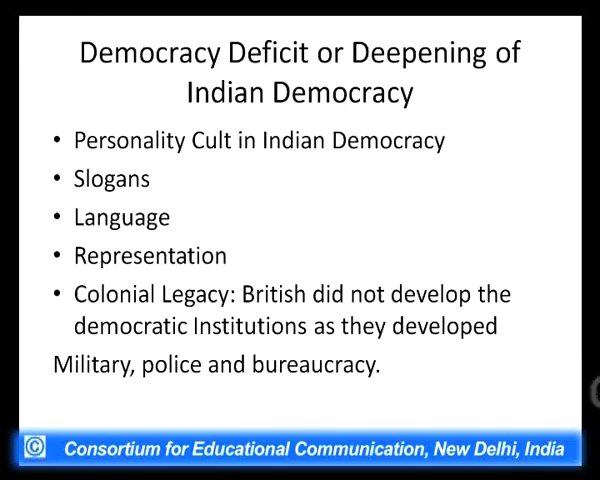 Democracy Deficit or Deepening of
Indian Democracy
• Personality Cult in Indian Democracy
• Slogans
• Language
• Representation
• Colonial Legacy: British did not develop the
democratic Institutions as they developed
Military, police and bureaucracy.
© Consortium for Educational Communication, New Delhi, India